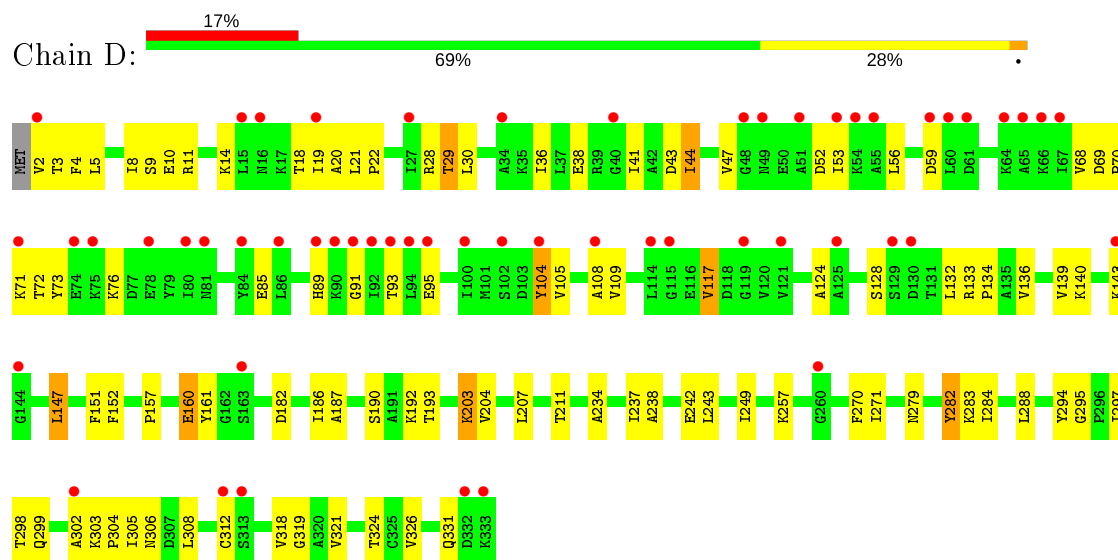 17%
Chain D:
69% 28% •
MET V2 T3 F4 L5 I8 S9 E10 R11 K14 L15 N16 K17 T18 I19 A20 L21 P22 I27 R28 T29 L30 A34 K35 I36 L37 E38 R39 G40 I41 A42 D43 I44 V47 G48 N49 E50 A51 D52 I53 K54 A55 L56 D59 L60 D61 K64 A65 K66 I67 V68 D69 P70
K71 T72 Y73 E74 K75 K76 D77 E78 Y79 I80 N81 Y84 E85 L86 H89 K90 G91 I92 T93 L94 E95 I100 M101 S102 D103 Y104 V105 A108 V109 L114 G115 E116 V117 D118 G119 V120 V121 A124 A125 S128 S129 D130 T131 L132 R133 P134 A135 V136 V139 K140 K143
G144 L147 F151 F152 P157 E160 Y161 G162 S163 D182 I186 A187 S190 A191 K192 T193 K203 V204 L207 T211 A234 I237 A238 E242 L243 I249 K257 G260 F270 I271 N279 Y282 K283 I284 L288 Y294 G295 P296
T298 Q299 A302 K303 P304 I305 N306 D307 L308 C312 S313 V318 G319 A320 V321 T324 C325 V326 Q331 D332 K333